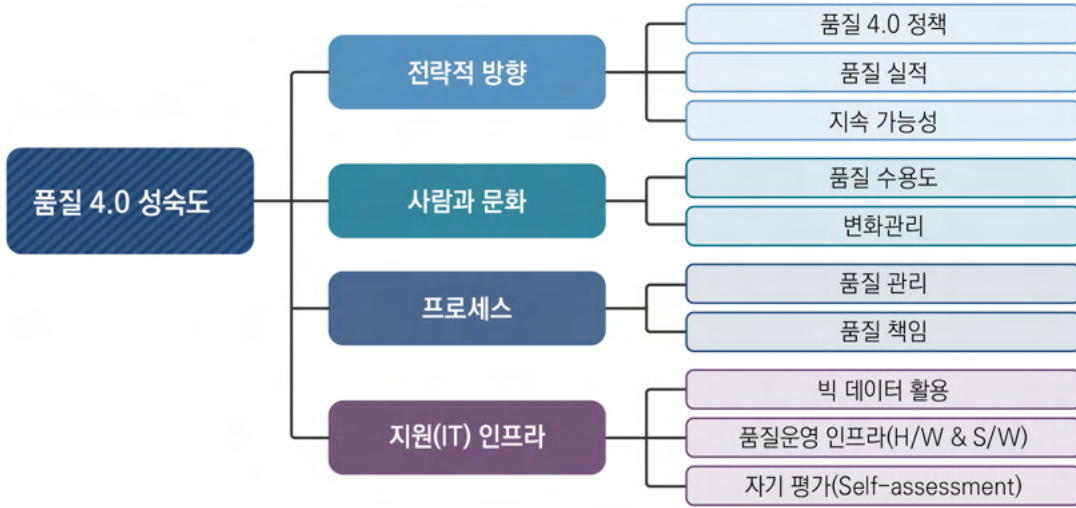 품질 4.0 성숙도
전략적 방향
품질 4.0 정책
품질 실적
지속 가능성
사람과 문화
품질 수용도
변화관리
프로세스
품질 관리
품질 책임
지원(IT) 인프라
빅 데이터 활용
품질운영 인프라(H/W & S/W)
자기 평가(Self-assessment)